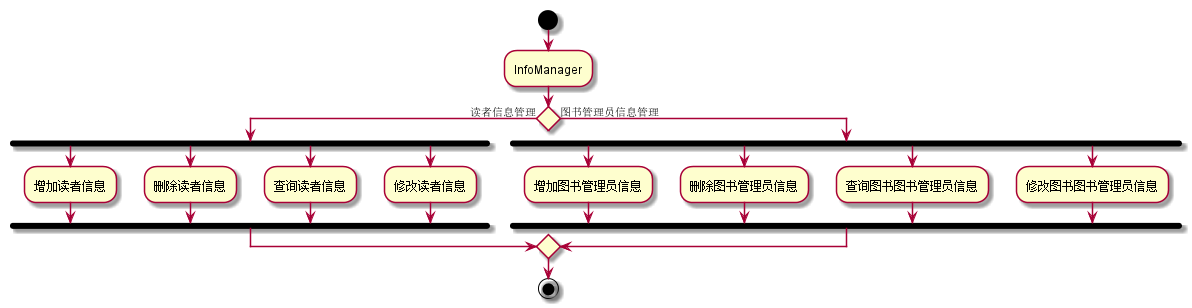 InfoManager
读者信息管理
图书管理员信息管理
增加读者信息
删除读者信息
查询读者信息
修改读者信息
增加图书管理员信息
删除图书管理员信息
查询图书图书管理员信息
修改图书图书管理员信息